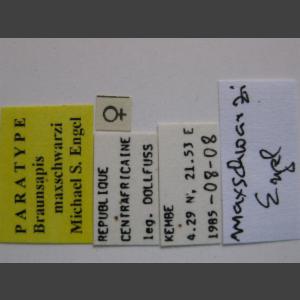 PARATYPE
Braunsapis
maxschwarzi
Michael S. Engel
♀
REPUBLIQUE
CENTRAFRICAINE
leg. DOLLFUSS
KEMBE
4.29 N, 21.53 E
1985-08-08
maxschwarzi
Engel